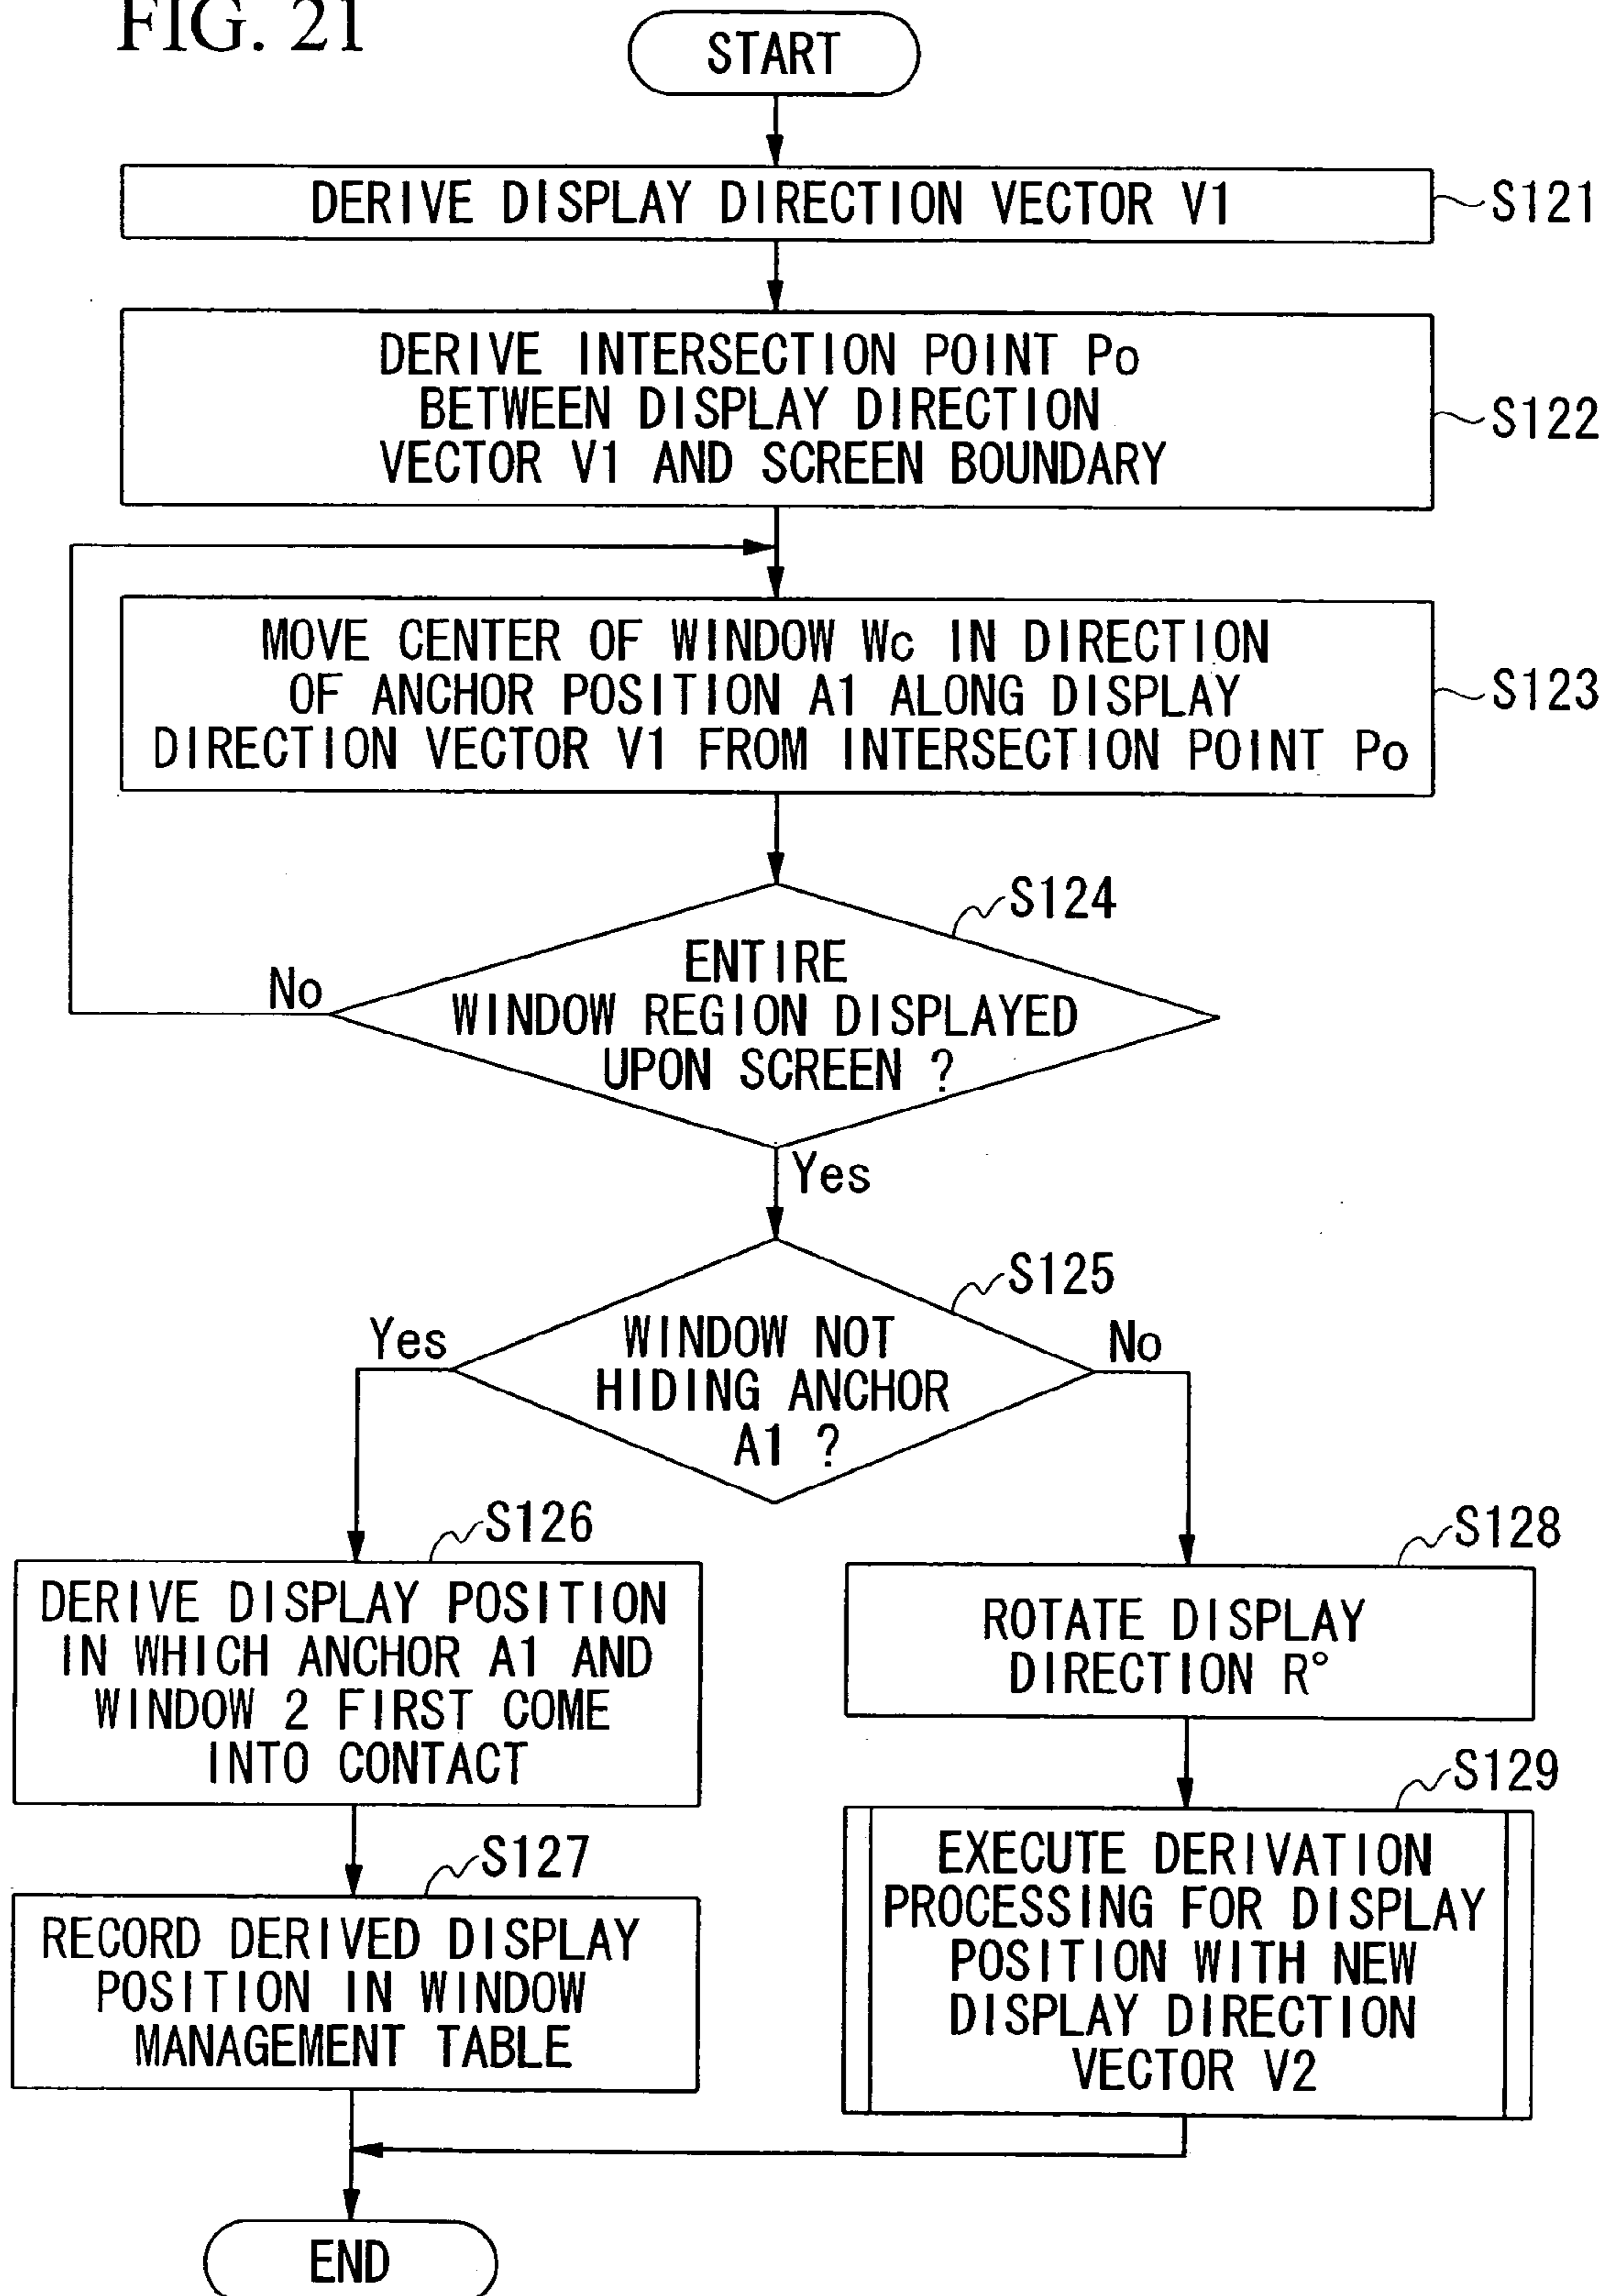 FIG. 21
START
DERIVE DISPLAY DIRECTION VECTOR V1
S121
DERIVE INTERSECTION POINT Po
BETWEEN DISPLAY DIRECTION
VECTOR V1 AND SCREEN BOUNDARY
S122
MOVE CENTER OF WINDOW Wc IN DIRECTION
OF ANCHOR POSITION A1 ALONG DISPLAY
DIRECTION VECTOR V1 FROM INTERSECTION POINT Po
S123
S124
ENTIRE
WINDOW REGION DISPLAYED
UPON SCREEN ?
No
Yes
S125
WINDOW NOT
HIDING ANCHOR
A1 ?
Yes
No
S126
DERIVE DISPLAY POSITION
IN WHICH ANCHOR A1 AND
WINDOW 2 FIRST COME
INTO CONTACT
S127
RECORD DERIVED DISPLAY
POSITION IN WINDOW
MANAGEMENT TABLE
S128
ROTATE DISPLAY
DIRECTION R°
S129
EXECUTE DERIVATION
PROCESSING FOR DISPLAY
POSITION WITH NEW
DISPLAY DIRECTION
VECTOR V2
END